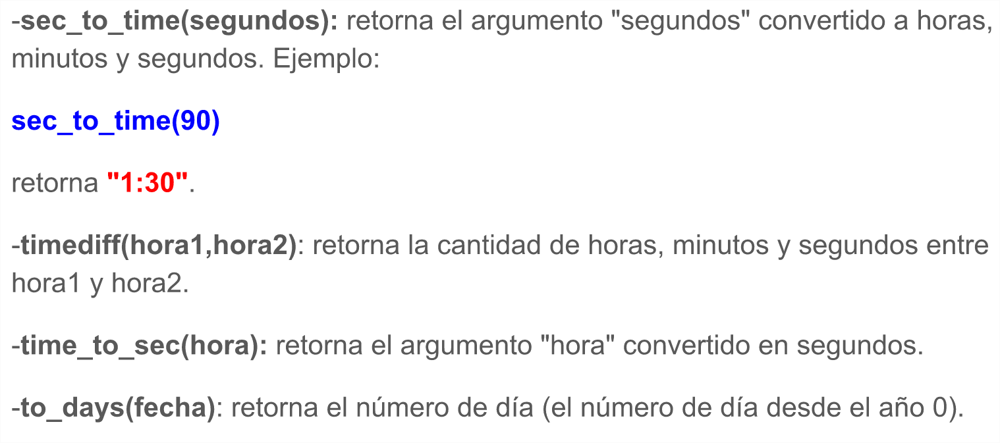 -sec_to_time(segundos): retorna el argumento "segundos" convertido a horas,
minutos y segundos. Ejemplo:
sec_to_time(90)
retorna "1:30".
-timediff(hora1,hora2): retorna la cantidad de horas, minutos y segundos entre
hora1 y hora2.
-time_to_sec(hora): retorna el argumento "hora" convertido en segundos.
-to_days(fecha): retorna el número de día (el número de día desde el año 0).